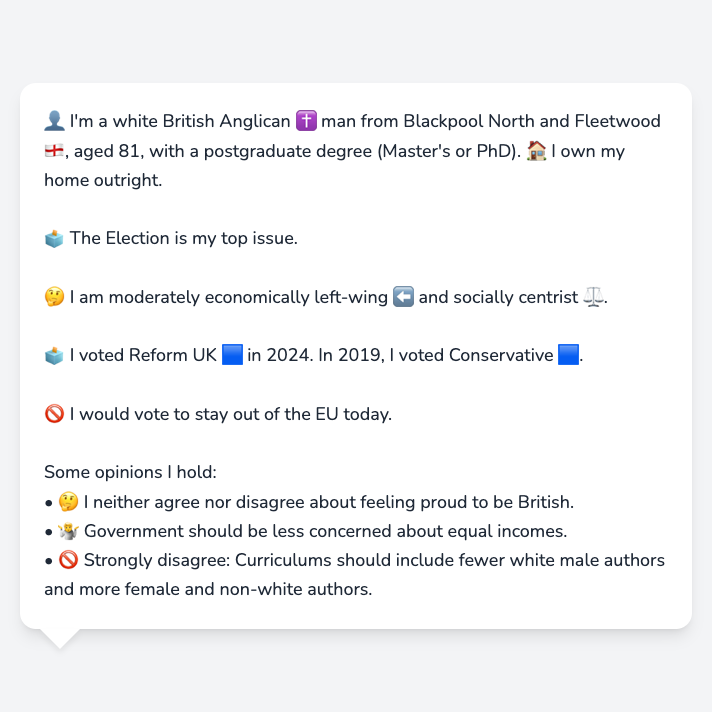 👤 I'm a white British Anglican ✝️ man from Blackpool North and Fleetwood
🏴󠁧󠁢󠁥󠁮󠁧󠁿, aged 81, with a postgraduate degree (Master's or PhD). 🏠 I own my
home outright.
🗳️ The Election is my top issue.
🤔 I am moderately economically left-wing ⬅️ and socially centrist ⚖️.
🗳️ I voted Reform UK 🟦 in 2024. In 2019, I voted Conservative 🟦.
🚫 I would vote to stay out of the EU today.
Some opinions I hold:
• 🤔 I neither agree nor disagree about feeling proud to be British.
• 🤷 Government should be less concerned about equal incomes.
• 🚫 Strongly disagree: Curriculums should include fewer white male authors
and more female and non-white authors.